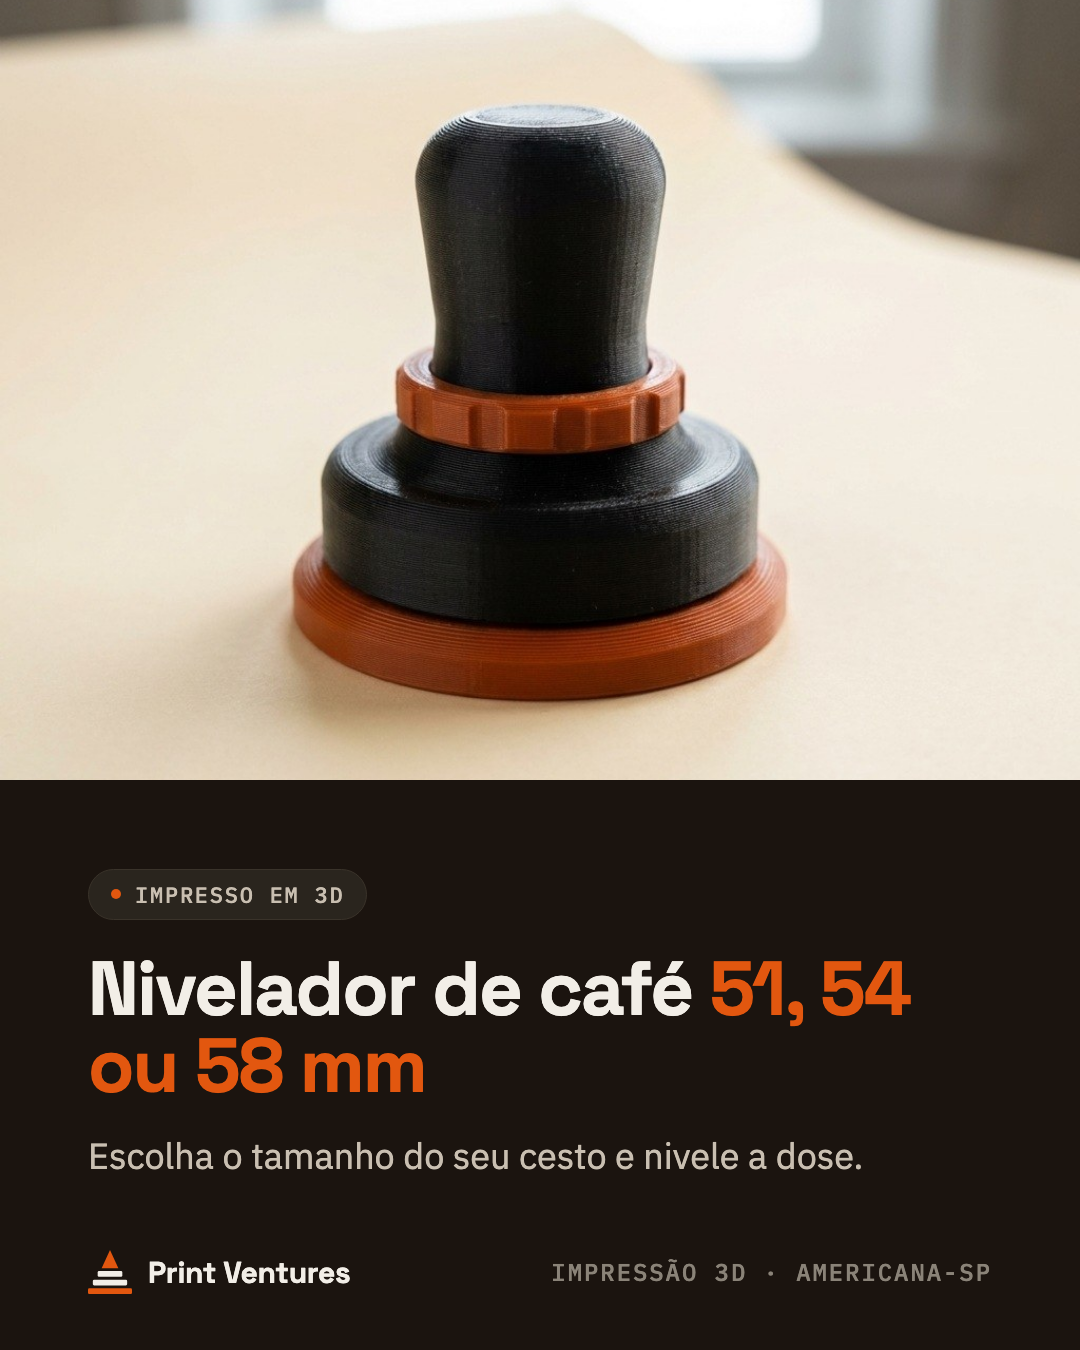 IMPRESSO EM 3D
Nivelador de café 51, 54
ou 58 mm
Escolha o tamanho do seu cesto e nivele a dose.
Print Ventures
IMPRESSÃO 3D · AMERICANA-SP